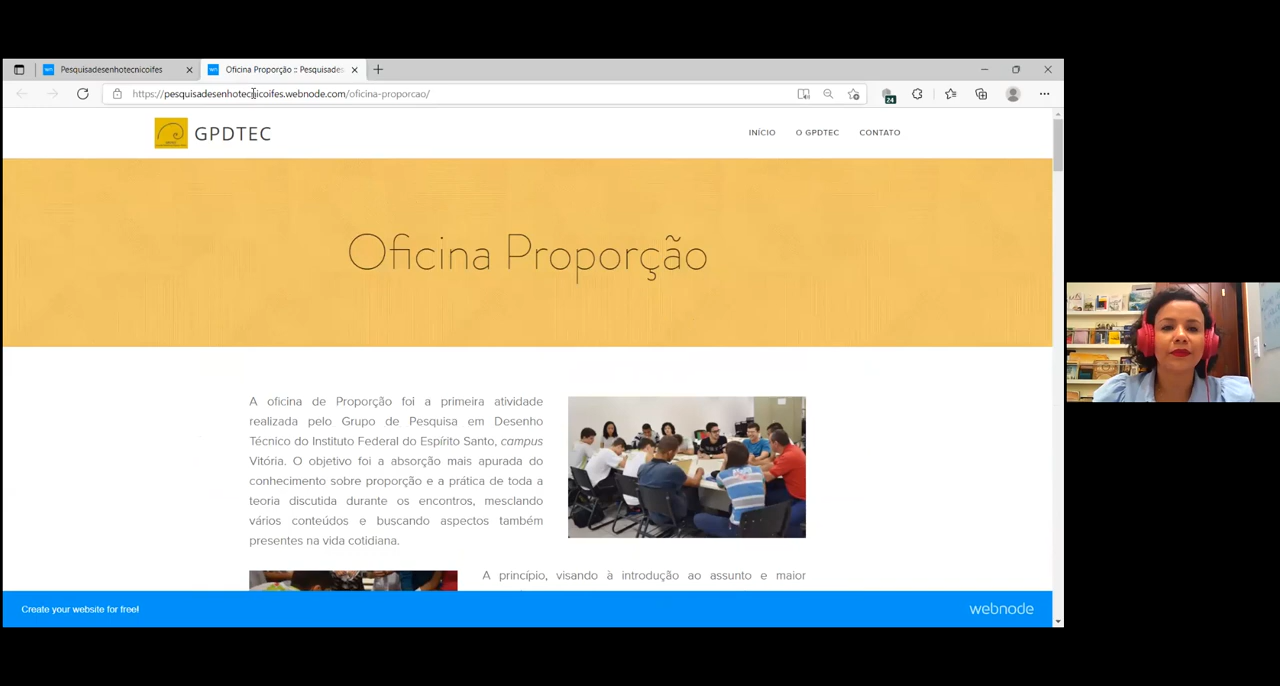 Pesquisadesenhotecnicoifes
Oficina Proporção :: Pesquisades
https://pesquisadesenhotecnicoifes.webnode.com/oficina-proporcao/
24
GPDTEC
INÍCIO
O GPDTEC
CONTATO
Oficina Proporção
A oficina de Proporção foi a primeira atividade
realizada pelo Grupo de Pesquisa em Desenho
Técnico do Instituto Federal do Espírito Santo, campus
Vitória. O objetivo foi a absorção mais apurada do
conhecimento sobre proporção e a prática de toda a
teoria discutida durante os encontros, mesclando
vários conteúdos e buscando aspectos também
presentes na vida cotidiana.
A princípio, visando à introdução ao assunto e maior
Create your website for free!
webnode